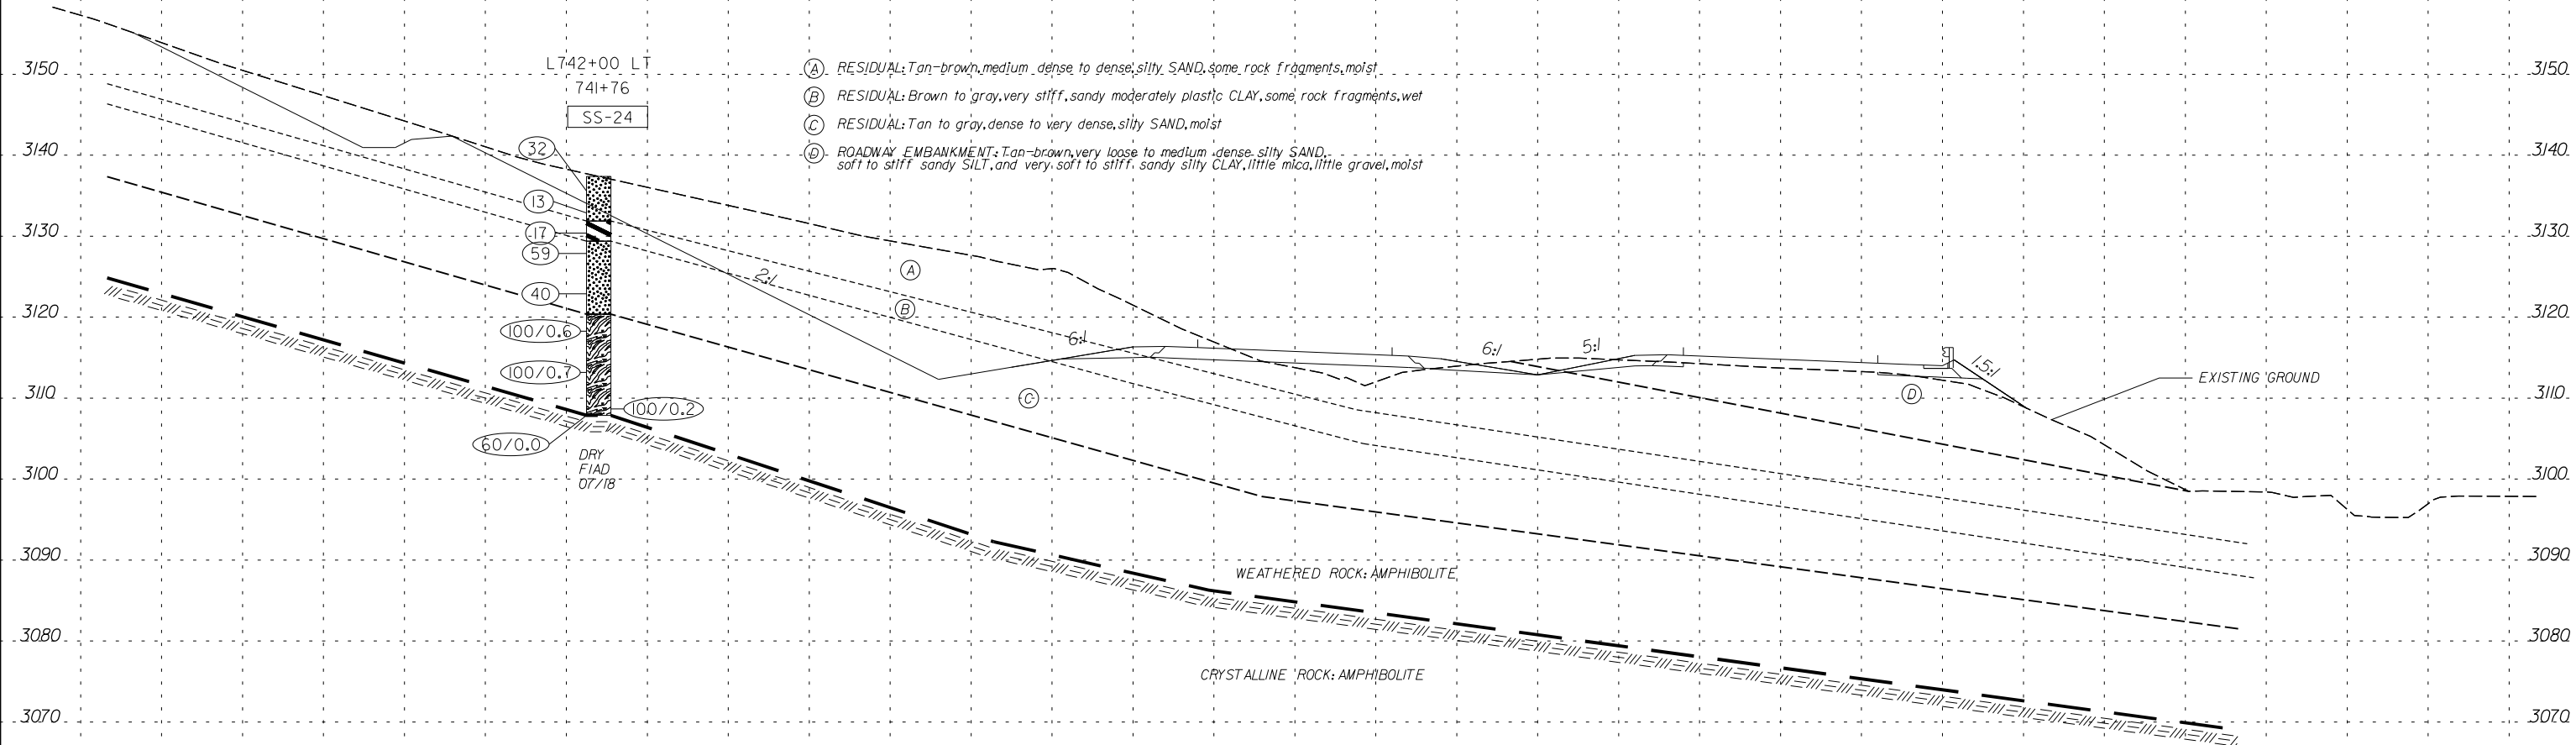 L742+00 LT
741+76
SS-24
A RESIDUAL: Tan-brown, medium dense to dense, silty SAND, some rock fragments, moist
B RESIDUAL: Brown to gray, very stiff, sandy moderately plastic CLAY, some rock fragments, wet
C RESIDUAL: Tan to gray, dense to very dense, silty SAND, moist
D ROADWAY EMBANKMENT: Tan-brown, very loose to medium dense silty SAND,
soft to stiff sandy SILT, and very soft to stiff sandy silty CLAY, little mica, little gravel, moist
3150 3150
3140 3140
3130 3130
3120 3120
3110 3110
3100 3100
3090 3090
3080 3080
3070 3070
32
13
17
59
40
100/0.6
100/0.7
100/0.2
60/0.0
DRY
FIAD
07/18
2:1
A
B
C
6:1
6:1
5:1
1.5:1
D
EXISTING GROUND
WEATHERED ROCK: AMPHIBOLITE
CRYSTALLINE ROCK: AMPHIBOLITE